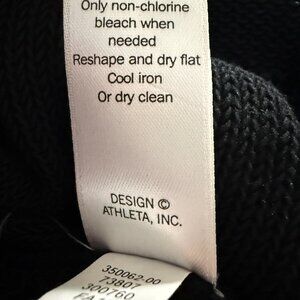 Only non-chlorine
bleach when
needed
Reshape and dry flat
Cool iron
Or dry clean
DESIGN ©
ATHLETA, INC.
350062-00
73807
300760